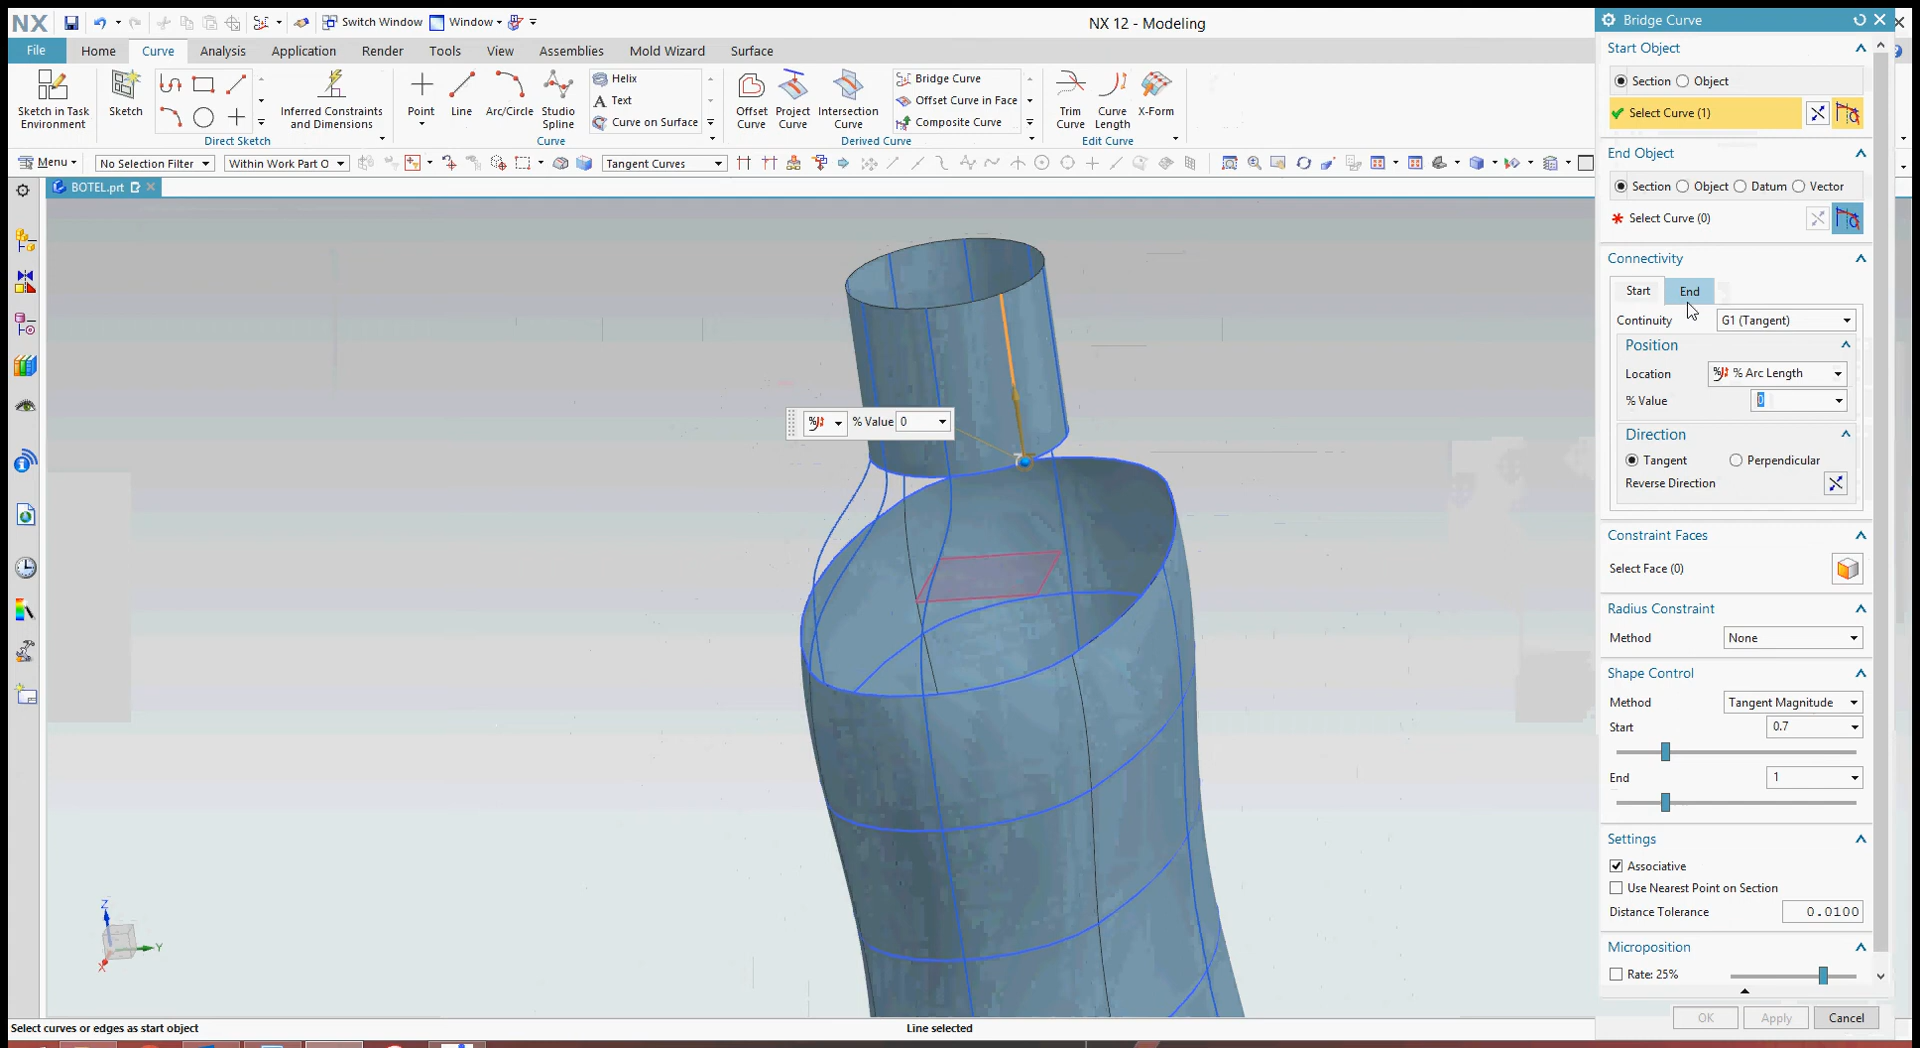 NX
Switch Window
Window
NX 12 - Modeling
File
Home
Curve
Analysis
Application
Render
Tools
View
Assemblies
Mold Wizard
Surface
Sketch in Task Environment
Sketch
Inferred Constraints and Dimensions
Direct Sketch
Point
Line
Arc/Circle
Studio Spline
Helix
Text
Curve on Surface
Curve
Offset Curve
Project Curve
Intersection Curve
Bridge Curve
Offset Curve in Face
Composite Curve
Derived Curve
Trim Curve
Curve Length
X-Form
Edit Curve
Menu
No Selection Filter
Within Work Part O
Tangent Curves
BOTEL.prt
% Value 0
Z
Y
X
Bridge Curve
Start Object
Section Object
Select Curve (1)
End Object
Section Object Datum Vector
* Select Curve (0)
Connectivity
Start End
Continuity G1 (Tangent)
Position
Location % Arc Length
% Value 0
Direction
Tangent Perpendicular
Reverse Direction
Constraint Faces
Select Face (0)
Radius Constraint
Method None
Shape Control
Method Tangent Magnitude
Start 0.7
End 1
Settings
Associative
Use Nearest Point on Section
Distance Tolerance 0.0100
Microposition
Rate: 25%
OK Apply Cancel
Select curves or edges as start object
Line selected